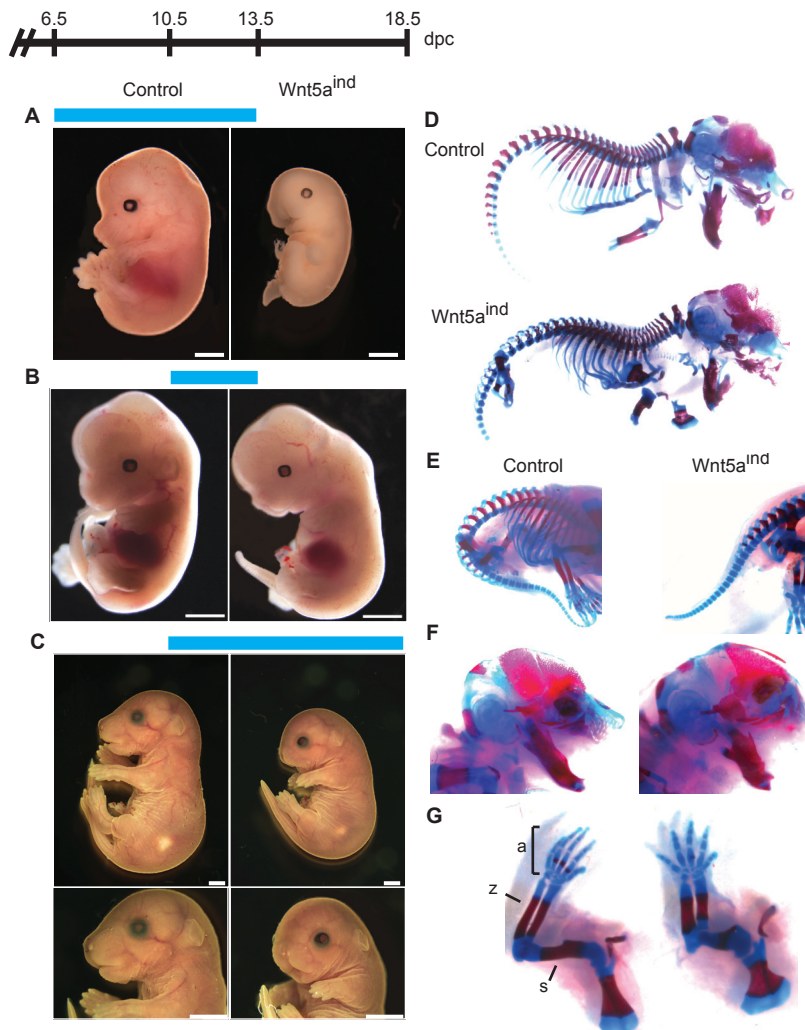 6.5 10.5 13.5 18.5
dpc
Control Wnt5a^ind
A
B
C
D
Control
Wnt5a^ind
E
Control Wnt5a^ind
F
G
a
z
s